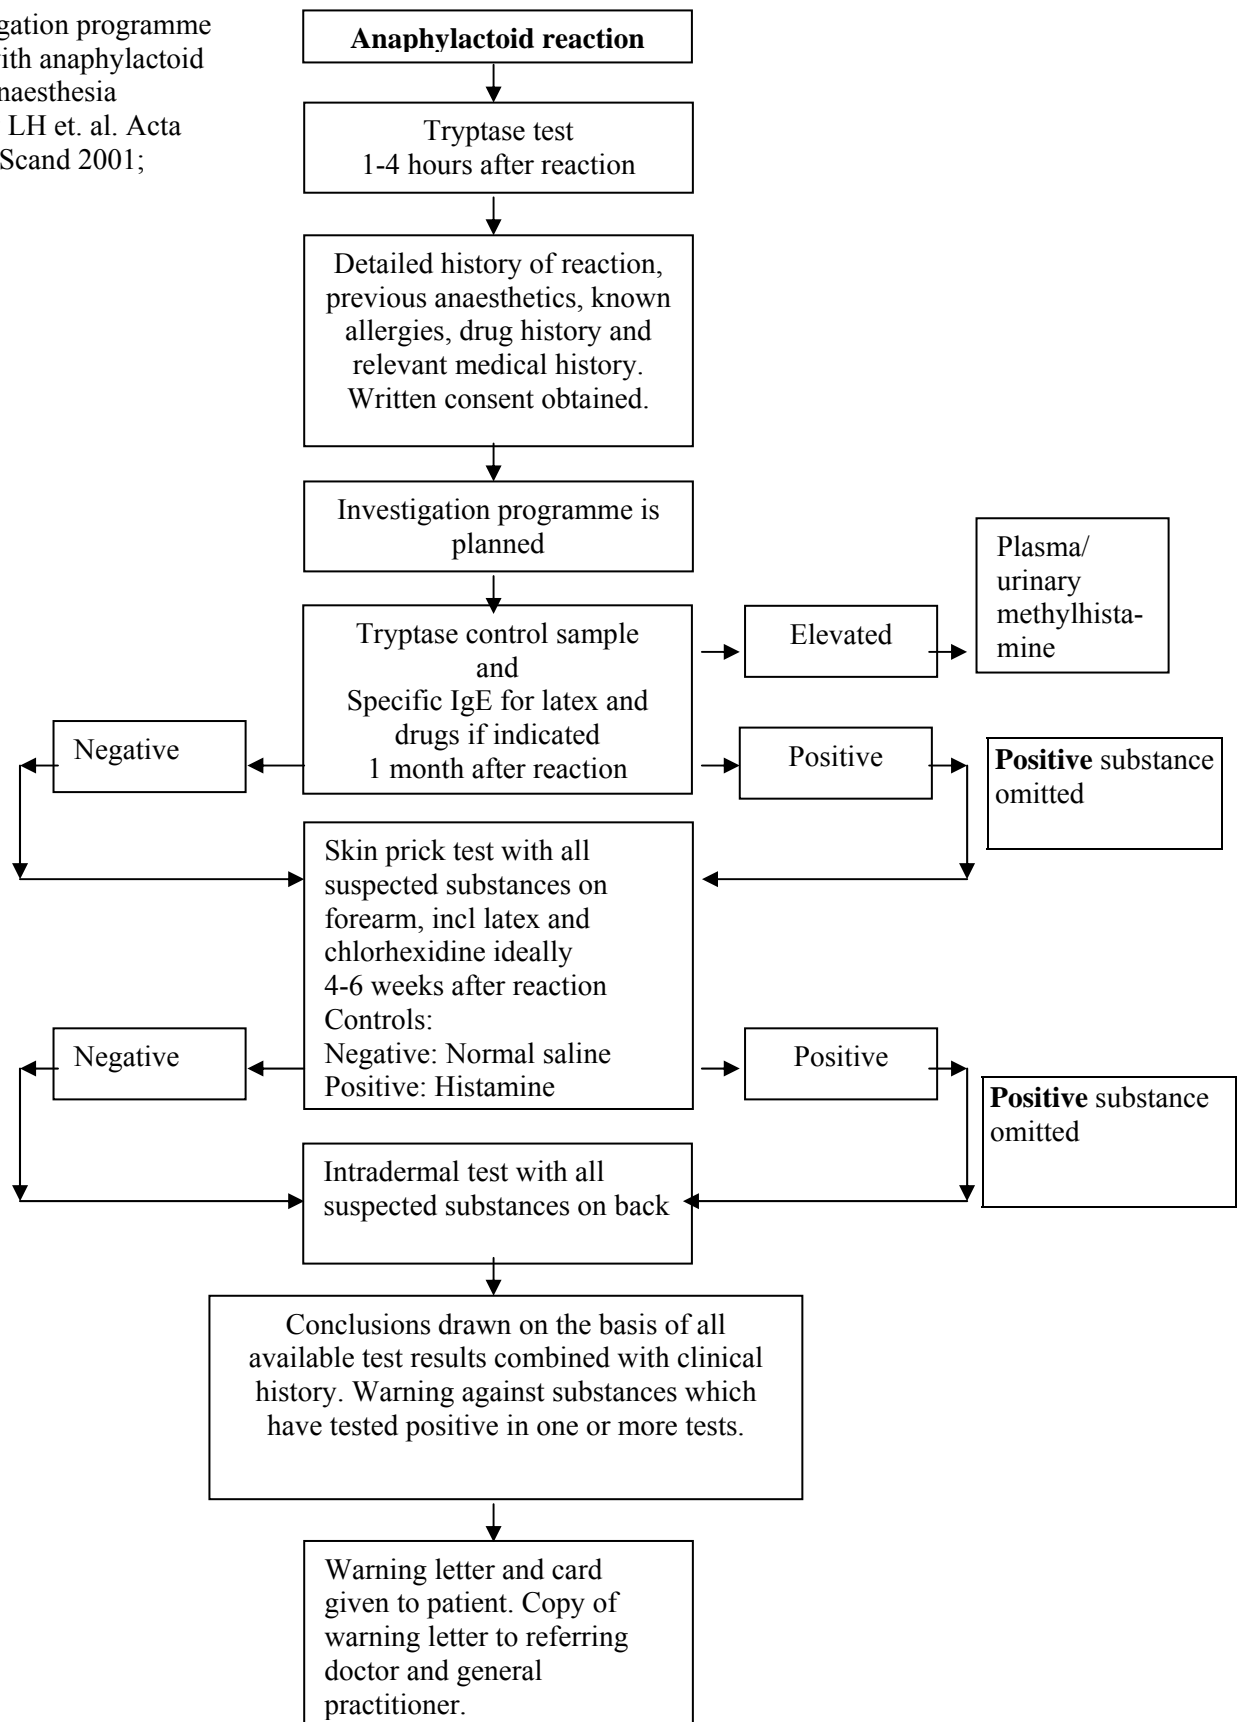 igation programme
vith anaphylactoid
naesthesia
LH et. al. Acta
Scand 2001;
Anaphylactoid reaction
Tryptase test
1-4 hours after reaction
Detailed history of reaction,
previous anaesthetics, known
allergies, drug history and
relevant medical history.
Written consent obtained.
Investigation programme is
planned
Tryptase control sample
and
Specific IgE for latex and
drugs if indicated
1 month after reaction
Elevated
Plasma/
urinary
methylhista-
mine
Negative
Positive
Positive substance
omitted
Skin prick test with all
suspected substances on
forearm, incl latex and
chlorhexidine ideally
4-6 weeks after reaction
Controls:
Negative: Normal saline
Positive: Histamine
Negative
Positive
Positive substance
omitted
Intradermal test with all
suspected substances on back
Conclusions drawn on the basis of all
available test results combined with clinical
history. Warning against substances which
have tested positive in one or more tests.
Warning letter and card
given to patient. Copy of
warning letter to referring
doctor and general
practitioner.